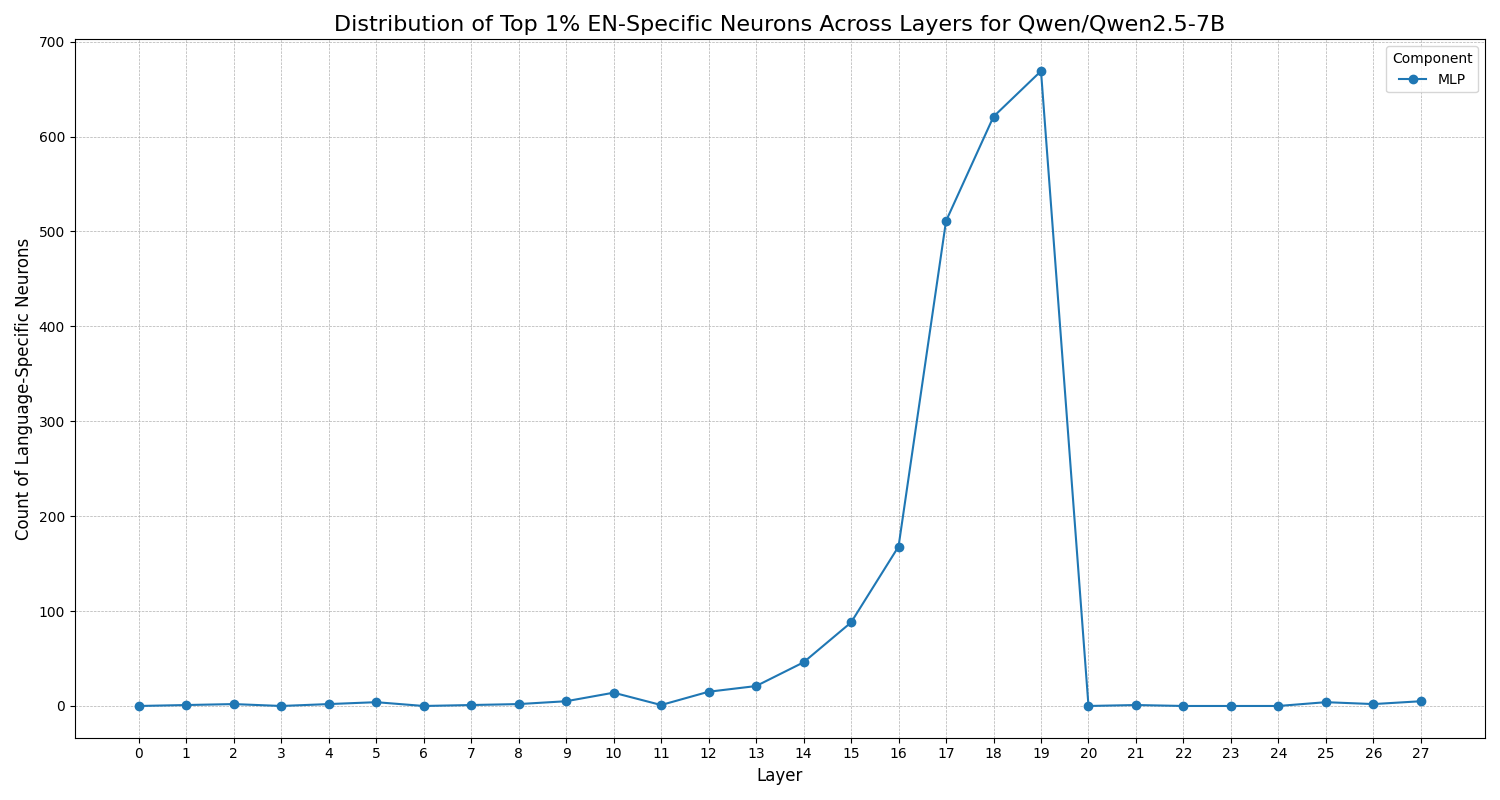 Distribution of Top 1% EN-Specific Neurons Across Layers for Qwen/Qwen2.5-7B
Component
MLP
Count of Language-Specific Neurons
700
600
500
400
300
200
100
0
0 1 2 3 4 5 6 7 8 9 10 11 12 13 14 15 16 17 18 19 20 21 22 23 24 25 26 27
Layer